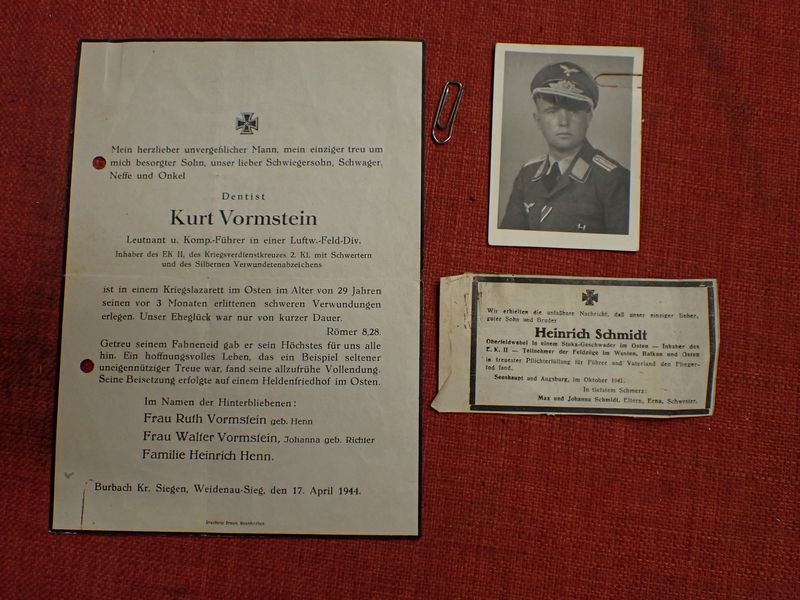 Mein herzlieber unvergeßlicher Mann, mein einziger treu um
mich besorgter Sohn, unser lieber Schwiegersohn, Schwager,
Neffe und Onkel
Dentist
Kurt Vormstein
Leutnant u. Komp.-Führer in einer Luftw.-Feld-Div.
Inhaber des EK II, des Kriegsverdienstkreuzes 2. Kl. mit Schwertern
und des Silbernen Verwundetenabzeichens
ist in einem Kriegslazarett im Osten im Alter von 29 Jahren
seinen vor 3 Monaten erlittenen schweren Verwundungen
erlegen. Unser Eheglück war nur von kurzer Dauer.
Römer 8,28.
Getreu seinem Fahneneid gab er sein Höchstes für uns alle
hin. Ein hoffnungsvolles Leben, das ein Beispiel seltener
uneigennütziger Treue war, fand seine allzufrühe Vollendung.
Seine Beisetzung erfolgte auf einem Heldenfriedhof im Osten.
Im Namen der Hinterbliebenen:
Frau Ruth Vormstein geb. Henn
Frau Walter Vormstein, Johanna geb. Richter
Familie Heinrich Henn.
Burbach Kr. Siegen, Weidenau-Sieg, den 17. April 1944.
Druckerei Braun, Neunkirchen
Wir erhielten die unfaßbare Nachricht, daß unser einziger, lieber,
guter Sohn und Bruder
Heinrich Schmidt
Oberfeldwebel in einem Stuka-Geschwader im Osten — Inhaber des
E. K. II — Teilnehmer der Feldzüge im Westen, Balkan und Osten
in treuester Pflichterfüllung für Führer und Vaterland den Flieger-
tod fand.
Seeshaupt und Augsburg, im Oktober 1941.
In tiefstem Schmerz:
Max und Johanna Schmidt, Eltern, Erna, Schwester.